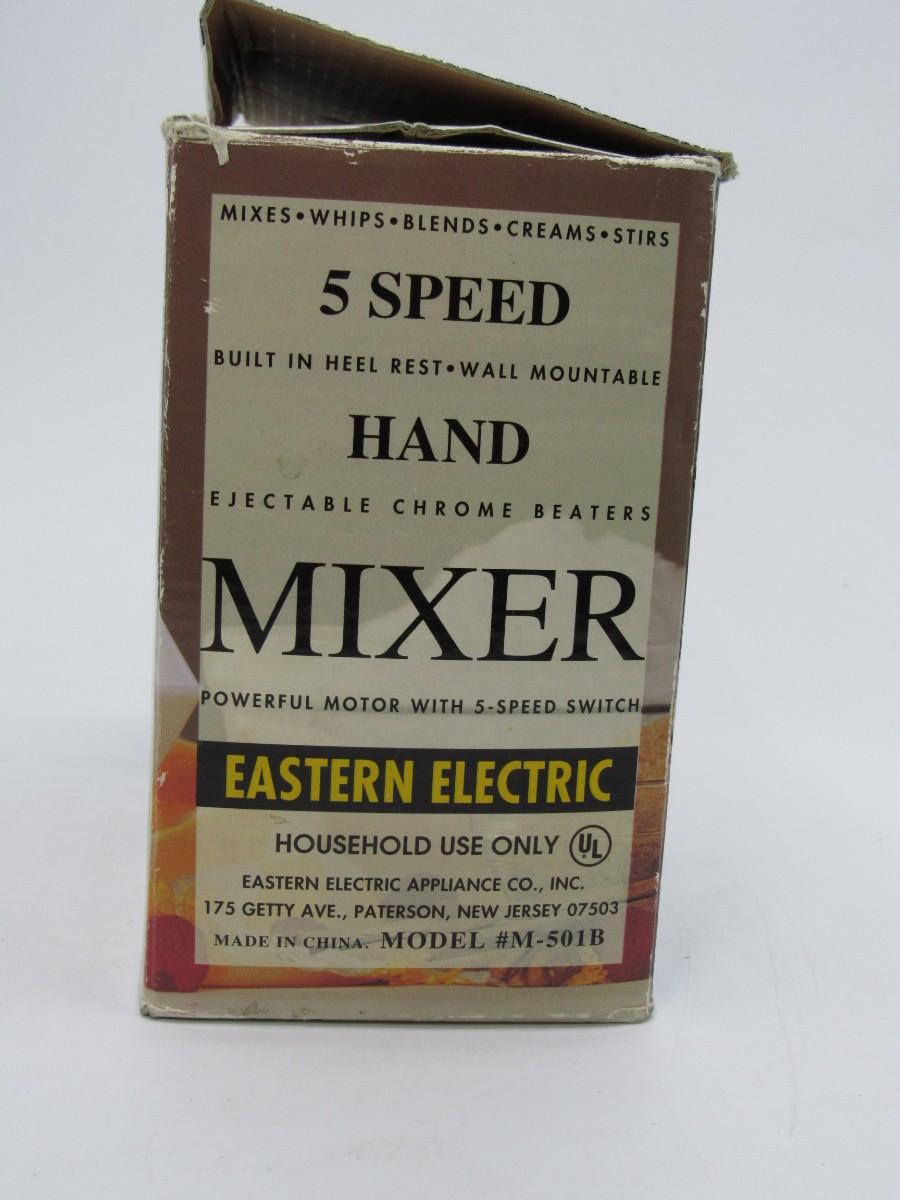 MIXES•WHIPS•BLENDS•CREAMS•STIRS
5 SPEED
BUILT IN HEEL REST•WALL MOUNTABLE
HAND
EJECTABLE CHROME BEATERS
MIXER
POWERFUL MOTOR WITH 5-SPEED SWITCH
EASTERN ELECTRIC
HOUSEHOLD USE ONLY UL
EASTERN ELECTRIC APPLIANCE CO., INC.
175 GETTY AVE., PATERSON, NEW JERSEY 07503
MADE IN CHINA. MODEL #M-501B